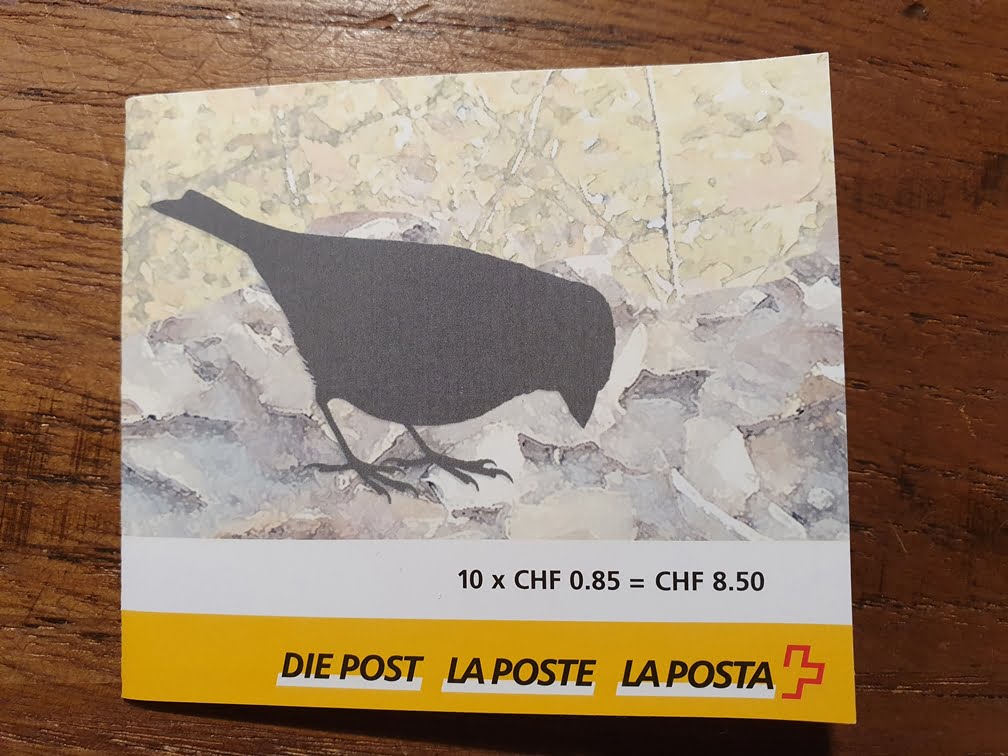 10 x CHF 0.85 = CHF 8.50
DIE POST LA POSTE LA POSTA